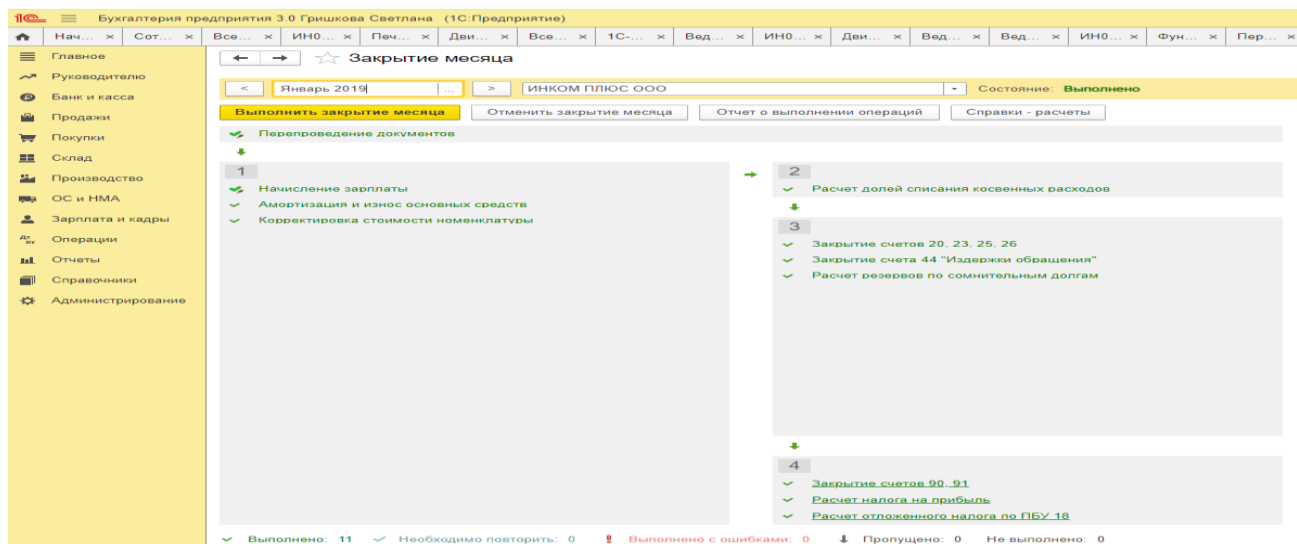 1С Бухгалтерия предприятия 3.0 Гришкова Светлана (1С:Предприятие)
Нач... × Сот... × Все... × ИН0... × Печ... × Дви... × Все... × 1С-... × Вед... × ИН0... × Дви... × Вед... × Вед... × ИН0... × Фун... × Пер... ×
Главное
Руководителю
Банк и касса
Продажи
Покупки
Склад
Производство
ОС и НМА
Зарплата и кадры
Операции
Отчеты
Справочники
Администрирование
Закрытие месяца
< Январь 2019 ... > ИНКОМ ПЛЮС ООО Состояние: Выполнено
Выполнить закрытие месяца Отменить закрытие месяца Отчет о выполнении операций Справки - расчеты
Перепроведение документов
1
Начисление зарплаты
Амортизация и износ основных средств
Корректировка стоимости номенклатуры
2
Расчет долей списания косвенных расходов
3
Закрытие счетов 20, 23, 25, 26
Закрытие счета 44 "Издержки обращения"
Расчет резервов по сомнительным долгам
4
Закрытие счетов 90, 91
Расчет налога на прибыль
Расчет отложенного налога по ПБУ 18
Выполнено: 11 Необходимо повторить: 0 Выполнено с ошибками: 0 Пропущено: 0 Не выполнено: 0